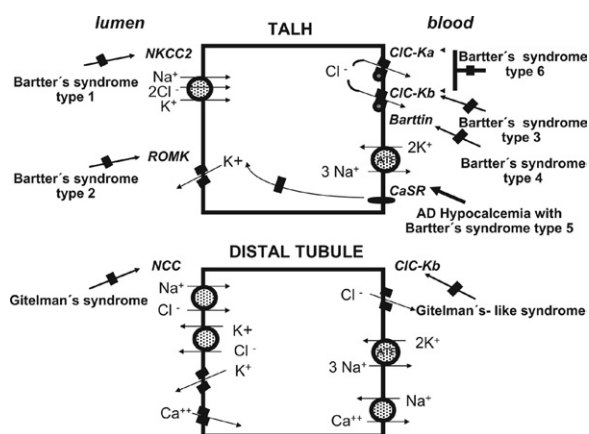 lumen
TALH
blood
NKCC2
Na⁺
2Cl⁻
K⁺
Bartter´s syndrome
type 1
ClC-Ka
Cl⁻
ClC-Kb
Barttin
Bartter´s syndrome
type 6
Bartter´s syndrome
type 3
Bartter´s syndrome
type 4
ROMK
K+
Bartter´s syndrome
type 2
2K⁺
3 Na⁺
CaSR
AD Hypocalcemia with
Bartter´s syndrome type 5
DISTAL TUBULE
NCC
Gitelman´s syndrome
Na⁺
Cl⁻
K+
Cl⁻
K⁺
Ca⁺⁺
ClC-Kb
Cl⁻
Gitelman´s- like syndrome
2K⁺
3 Na⁺
Na⁺
Ca⁺⁺